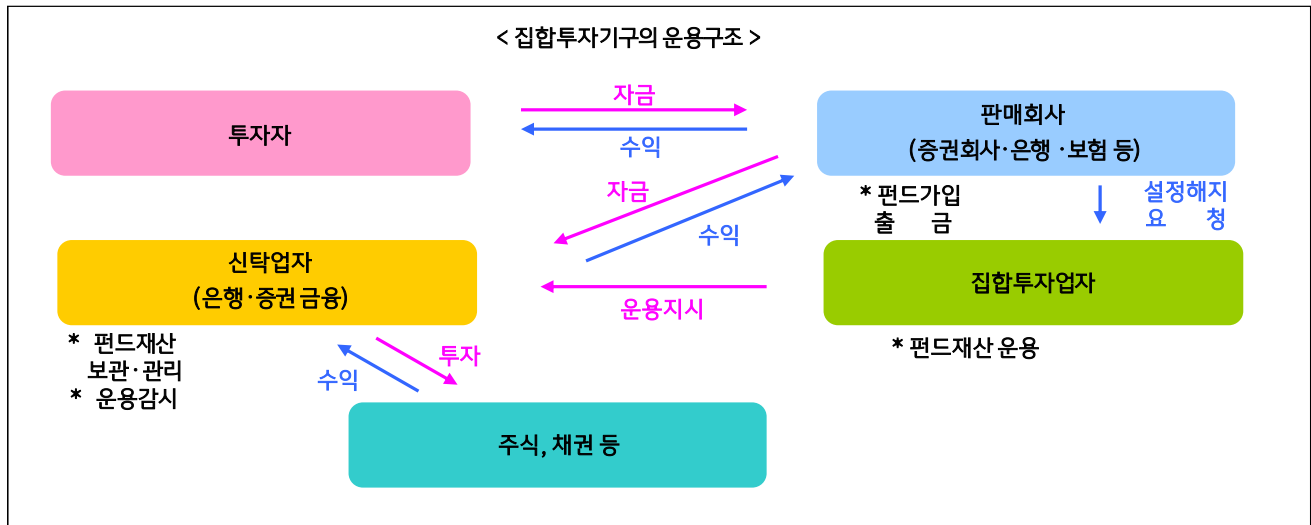 < 집합투자기구의 운용구조 >
투자자
자금
수익
판매회사
(증권회사·은행 ·보험 등)
자금
수익
* 펀드가입
출 금
설정해지
요 청
신탁업자
(은행·증권 금융)
운용지시
집합투자업자
* 펀드재산
보관·관리
* 운용감시
수익
투자
* 펀드재산 운용
주식, 채권 등